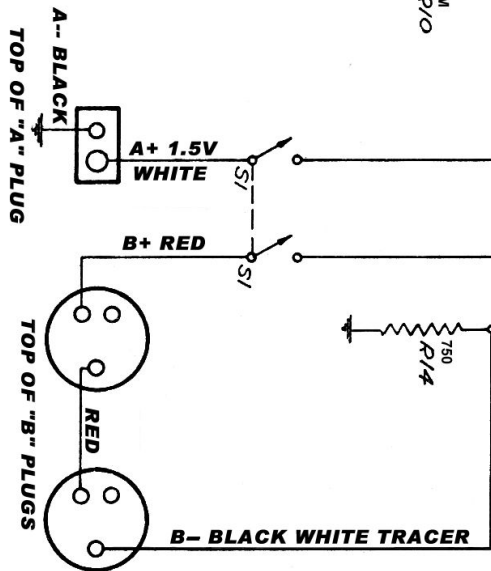 M
R10
A-- BLACK
TOP OF "A" PLUG
A+ 1.5V
WHITE
S1
B+ RED
S1
750
R14
TOP OF "B" PLUGS
RED
B– BLACK WHITE TRACER